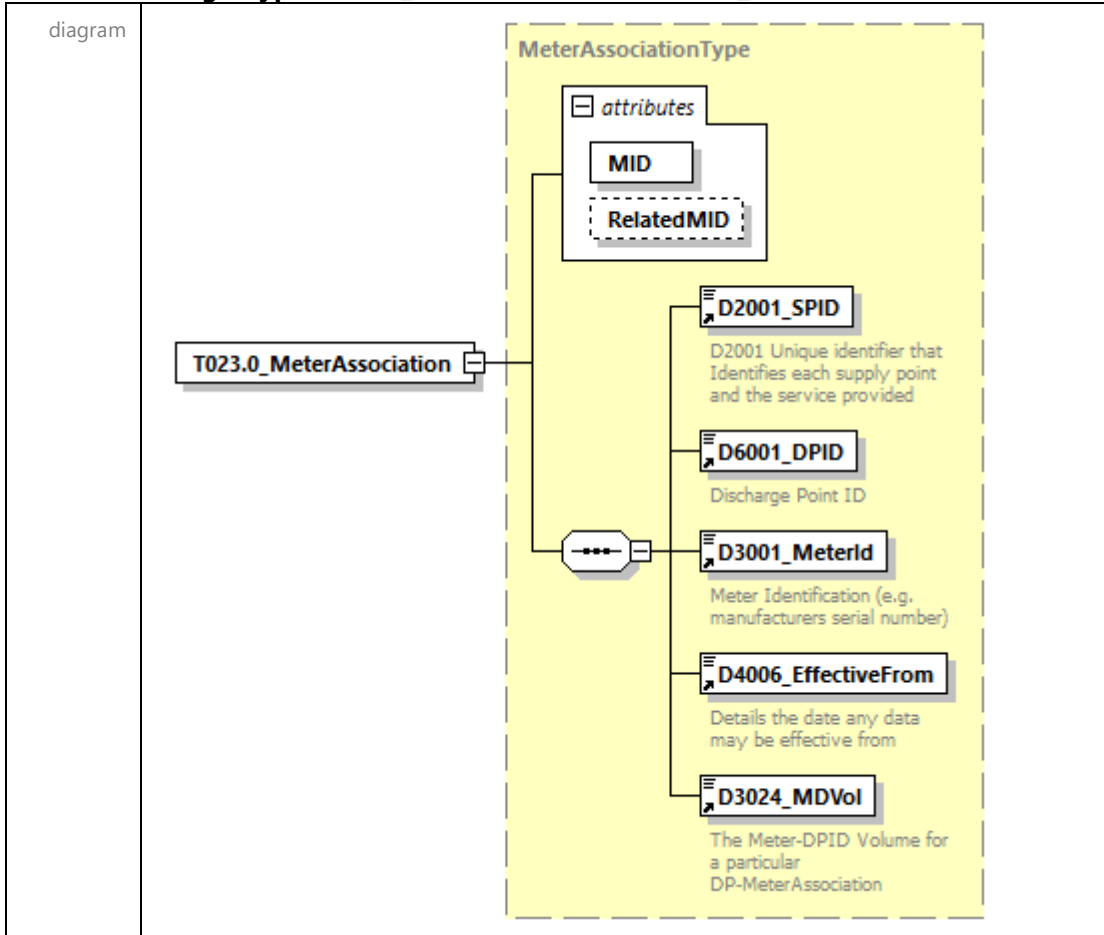 diagram
MeterAssociationType
attributes
MID
RelatedMID
T023.0_MeterAssociation
D2001_SPID
D2001 Unique identifier that
Identifies each supply point
and the service provided
D6001_DPID
Discharge Point ID
D3001_MeterId
Meter Identification (e.g.
manufacturers serial number)
D4006_EffectiveFrom
Details the date any data
may be effective from
D3024_MDVol
The Meter-DPID Volume for
a particular
DP-MeterAssociation